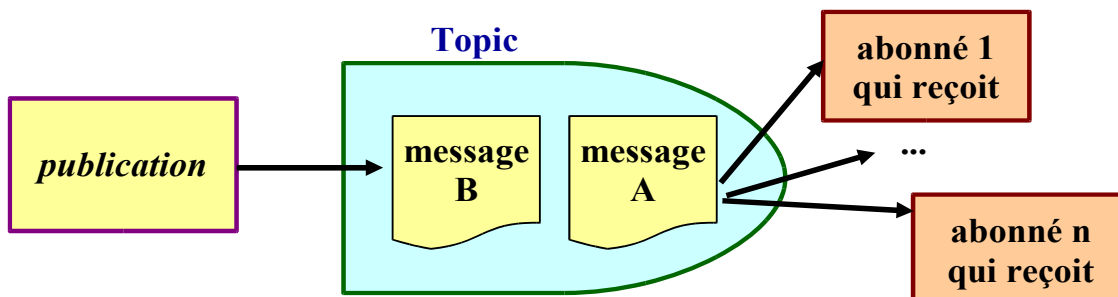 Topic
publication
message
B
message
A
abonné 1
qui reçoit
...
abonné n
qui reçoit